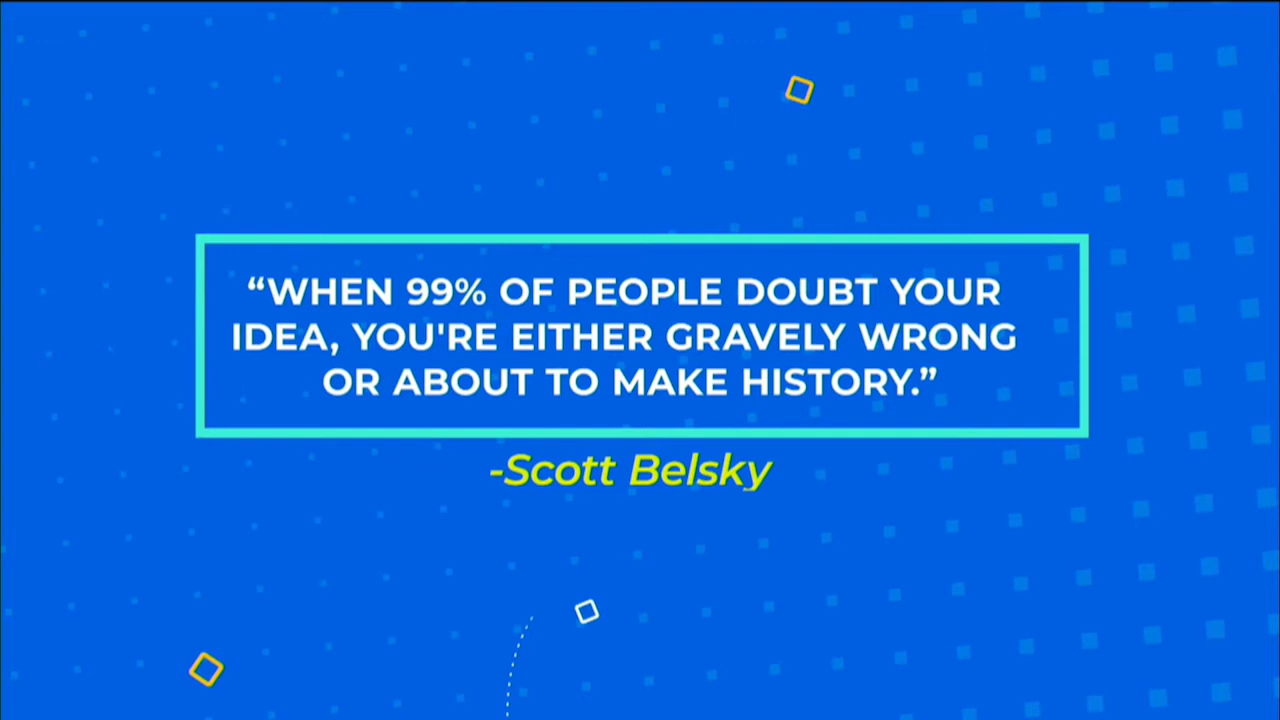 “WHEN 99% OF PEOPLE DOUBT YOUR
IDEA, YOU'RE EITHER GRAVELY WRONG
OR ABOUT TO MAKE HISTORY.”
-Scott Belsky